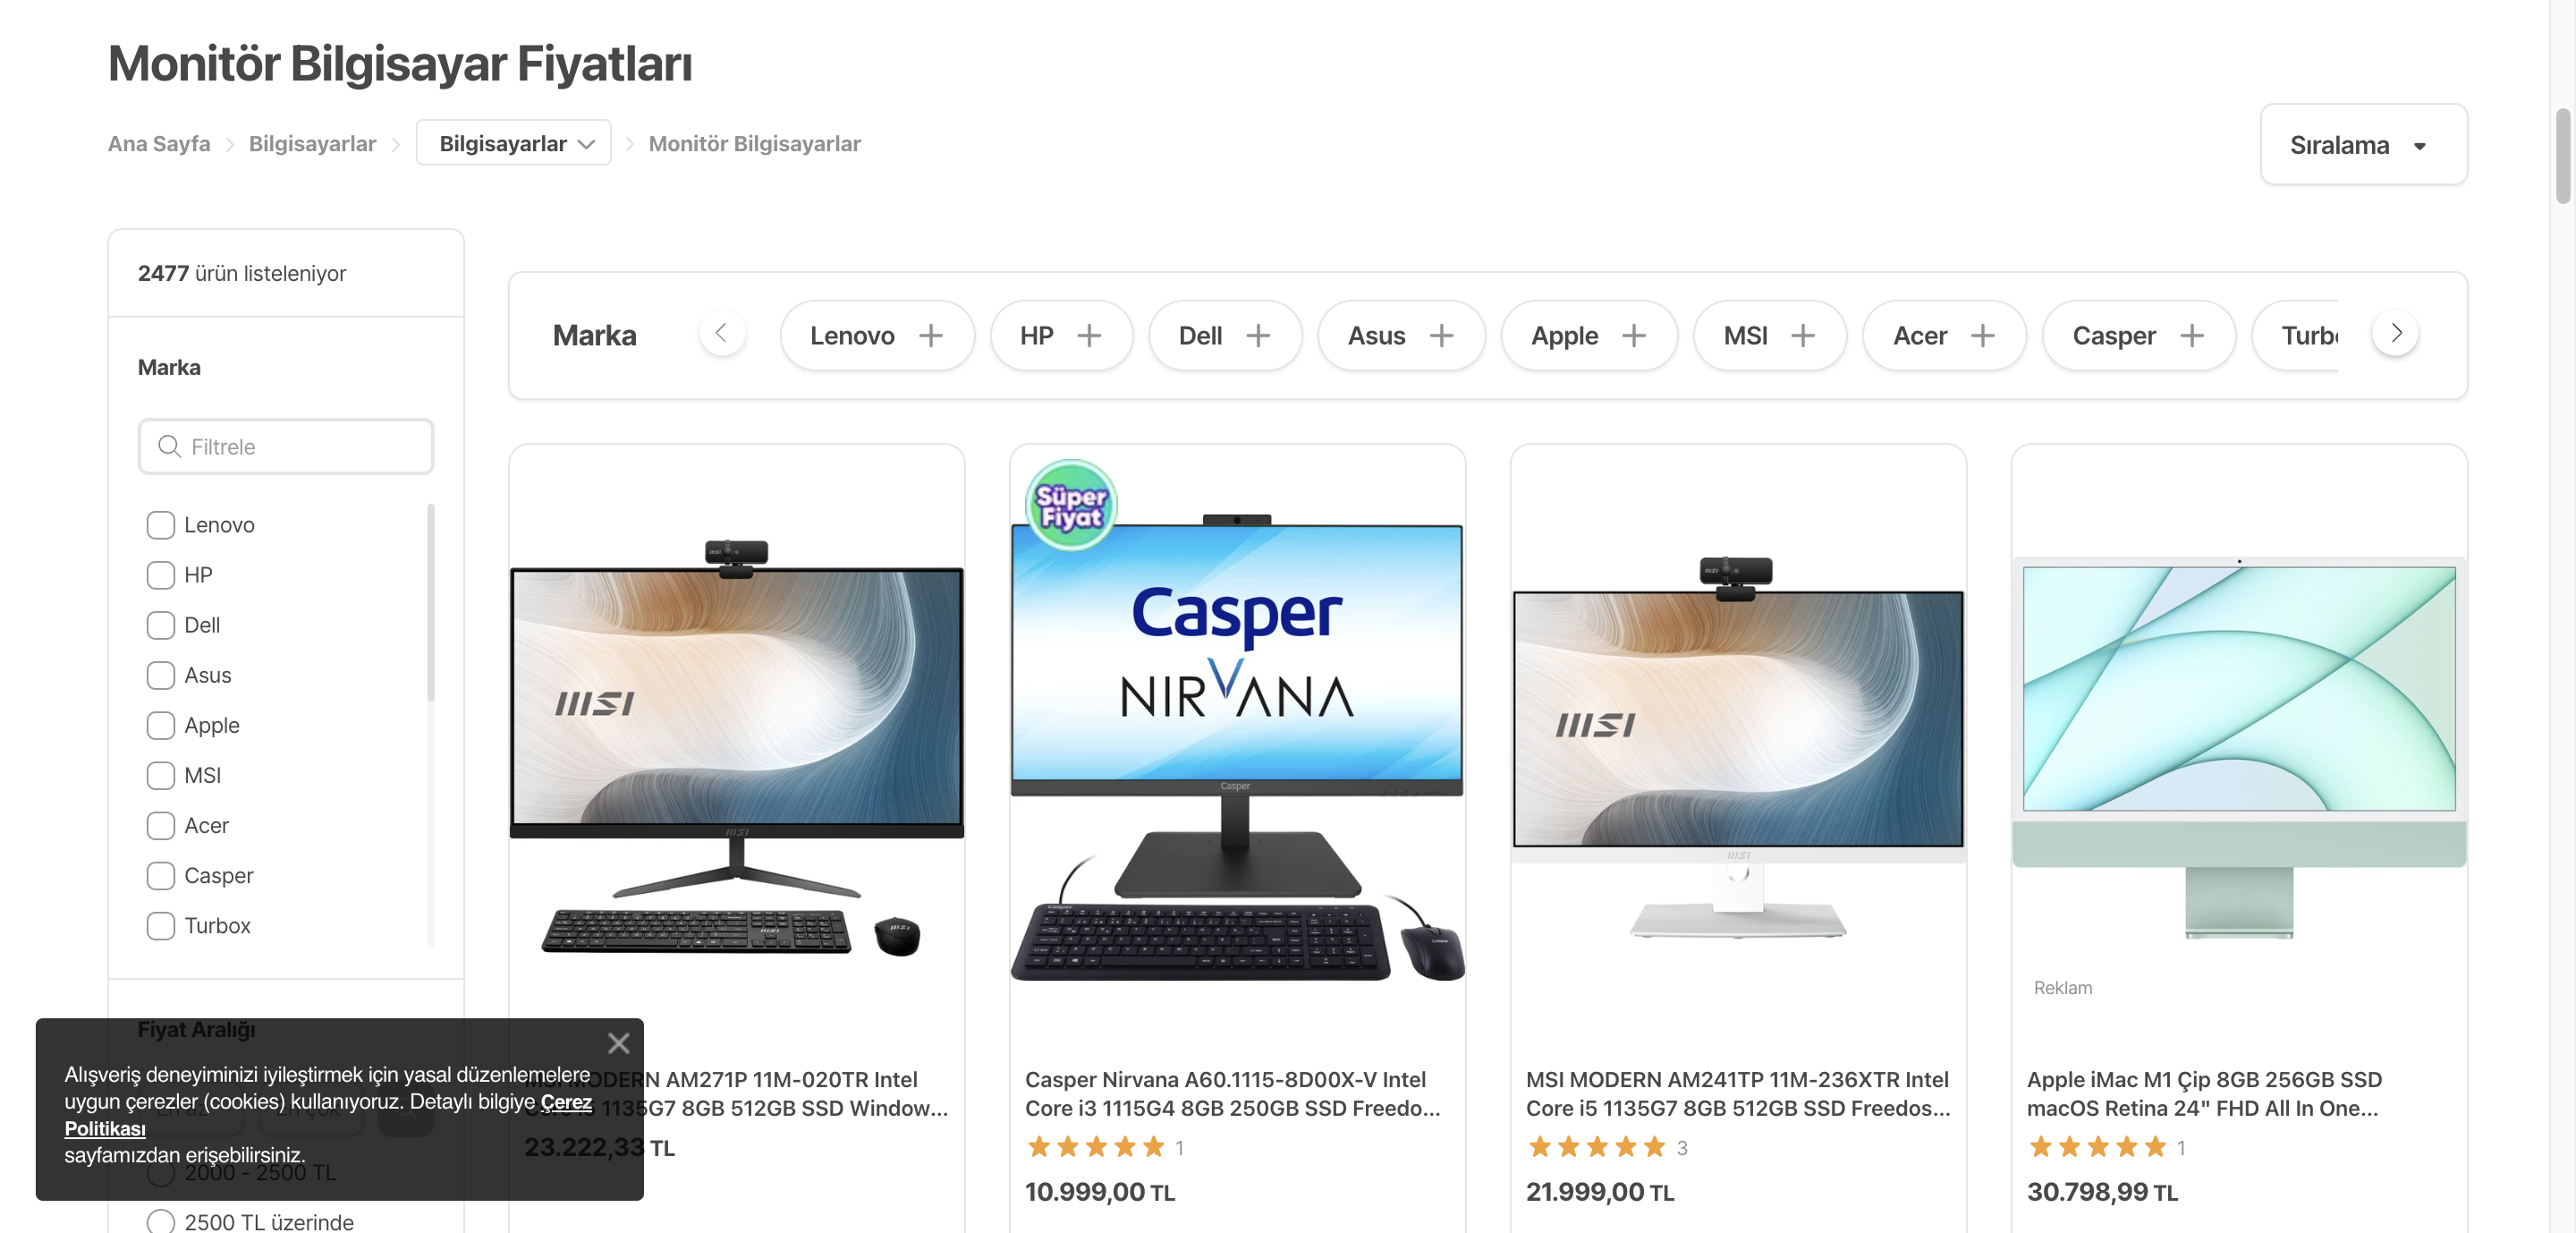 Monitör Bilgisayar Fiyatları
Ana Sayfa
Bilgisayarlar
Bilgisayarlar
Monitör Bilgisayarlar
Sıralama
2477 ürün listeleniyor
Marka
Filtrele
Lenovo
HP
Dell
Asus
Apple
MSI
Acer
Casper
Turbox
Fiyat Aralığı
2000 - 2500 TL
2500 TL üzerinde
Marka
Lenovo
HP
Dell
Asus
Apple
MSI
Acer
Casper
Turb
msi
msi
MSI MODERN AM271P 11M-020TR Intel
Core i5 1135G7 8GB 512GB SSD Window...
23.222,33 TL
Süper
Fiyat
Casper
NIRVANA
Casper
Casper Nirvana A60.1115-8D00X-V Intel
Core i3 1115G4 8GB 250GB SSD Freedo...
1
10.999,00 TL
msi
msi
MSI MODERN AM241TP 11M-236XTR Intel
Core i5 1135G7 8GB 512GB SSD Freedos...
3
21.999,00 TL
Reklam
Apple iMac M1 Çip 8GB 256GB SSD
macOS Retina 24" FHD All In One...
1
30.798,99 TL
Alışveriş deneyiminizi iyileştirmek için yasal düzenlemelere
uygun çerezler (cookies) kullanıyoruz. Detaylı bilgiye Çerez
Politikası
sayfamızdan erişebilirsiniz.